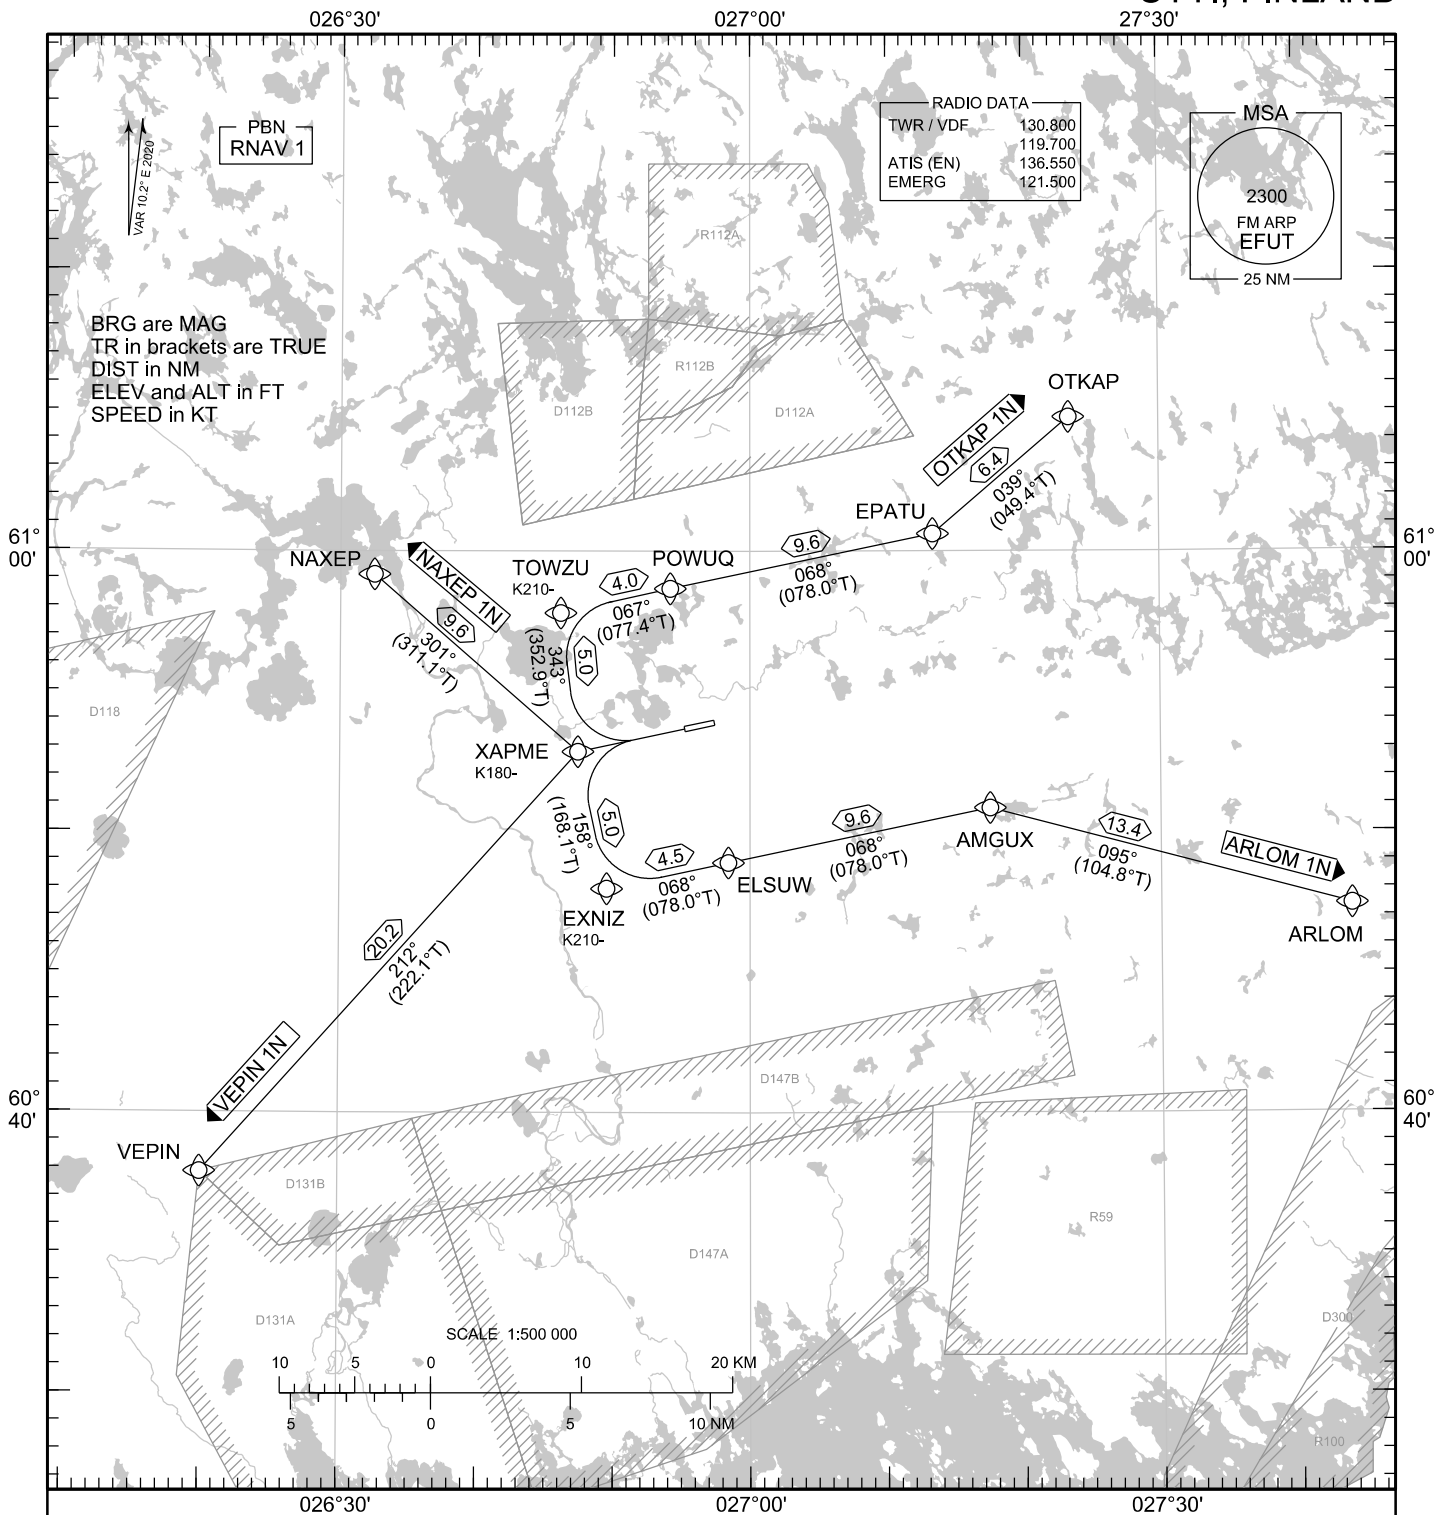 026°30'
027°00'
27°30'
PBN
RNAV 1
VAR 10.2° E 2020
RADIO DATA
TWR / VDF 130.800
119.700
ATIS (EN) 136.550
EMERG 121.500
MSA
2300
FM ARP
EFUT
25 NM
R112A
BRG are MAG
TR in brackets are TRUE
DIST in NM
ELEV and ALT in FT
SPEED in KT
R112B
D112B
D112A
OTKAP
OTKAP 1N
6.4
039°
(049.4°T)
EPATU
61°
00'
61°
00'
NAXEP
NAXEP 1N
9.6
301°
(311.1°T)
TOWZU
K210-
POWUQ
4.0
067°
(077.4°T)
9.6
068°
(078.0°T)
5.0
343°
(352.9°T)
D118
XAPME
K180-
158°
(168.1°T)
5.0
4.5
068°
(078.0°T)
EXNIZ
K210-
ELSUW
9.6
068°
(078.0°T)
AMGUX
13.4
095°
(104.8°T)
ARLOM 1N
ARLOM
20.2
212°
(222.1°T)
VEPIN 1N
VEPIN
60°
40'
60°
40'
D147B
D131B
R59
D147A
D131A
D300
R100
SCALE 1:500 000
10 5 0 10 20 KM
5 0 5 10 NM
026°30'
027°00'
027°30'